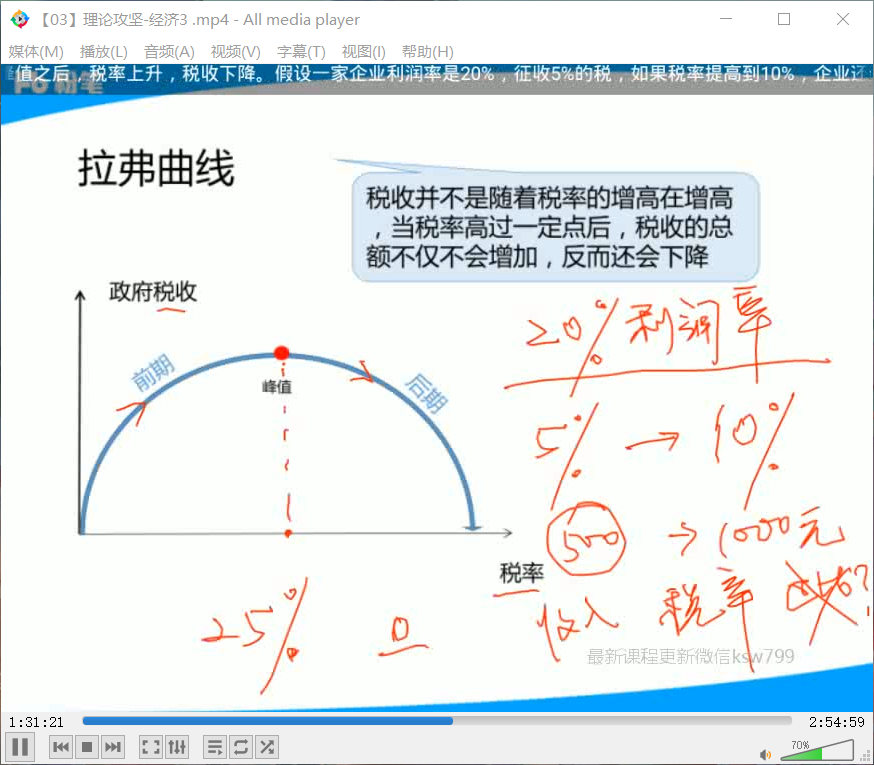 【03】理论攻坚-经济3 .mp4 - All media player
媒体(M) 播放(L) 音频(A) 视频(V) 字幕(T) 视图(I) 帮助(H)
值之后，税率上升，税收下降。假设一家企业利润率是20%，征收5%的税，如果税率提高到10%，企业还
粉笔
拉弗曲线
税收并不是随着税率的增高在增高
，当税率高过一定点后，税收的总
额不仅不会增加，反而还会下降
政府税收
前期
峰值
后期
20% 利润率
5% → 10%
500 → 1000元
税率
25% 0
收入 税率
最新课程更新微信ksw799
1:31:21
2:54:59
70%